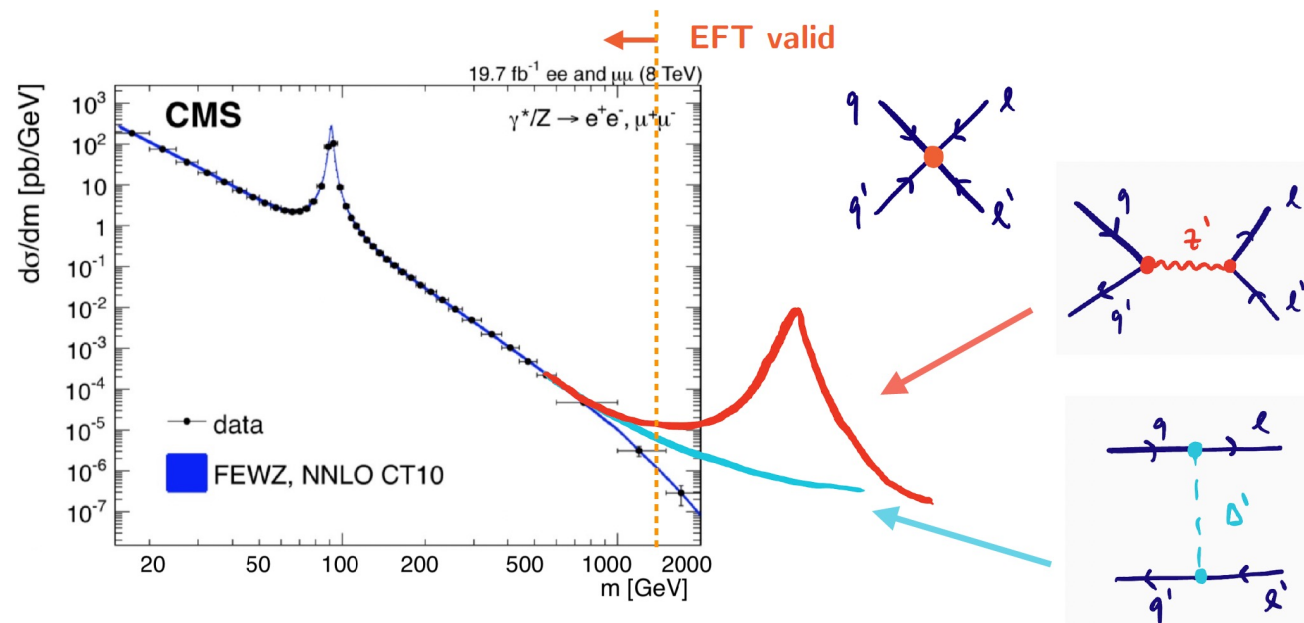 EFT valid
19.7 fb⁻¹ ee and μμ (8 TeV)
CMS
γ*/Z → e⁺e⁻, μ⁺μ⁻
dσ/dm [pb/GeV]
10³
10²
10
1
10⁻¹
10⁻²
10⁻³
10⁻⁴
10⁻⁵
10⁻⁶
10⁻⁷
data
FEWZ, NNLO CT10
20 50 100 200 500 1000 2000
m [GeV]
q l
q' l'
q l
z'
q' l'
q l
Δ'
q' l'